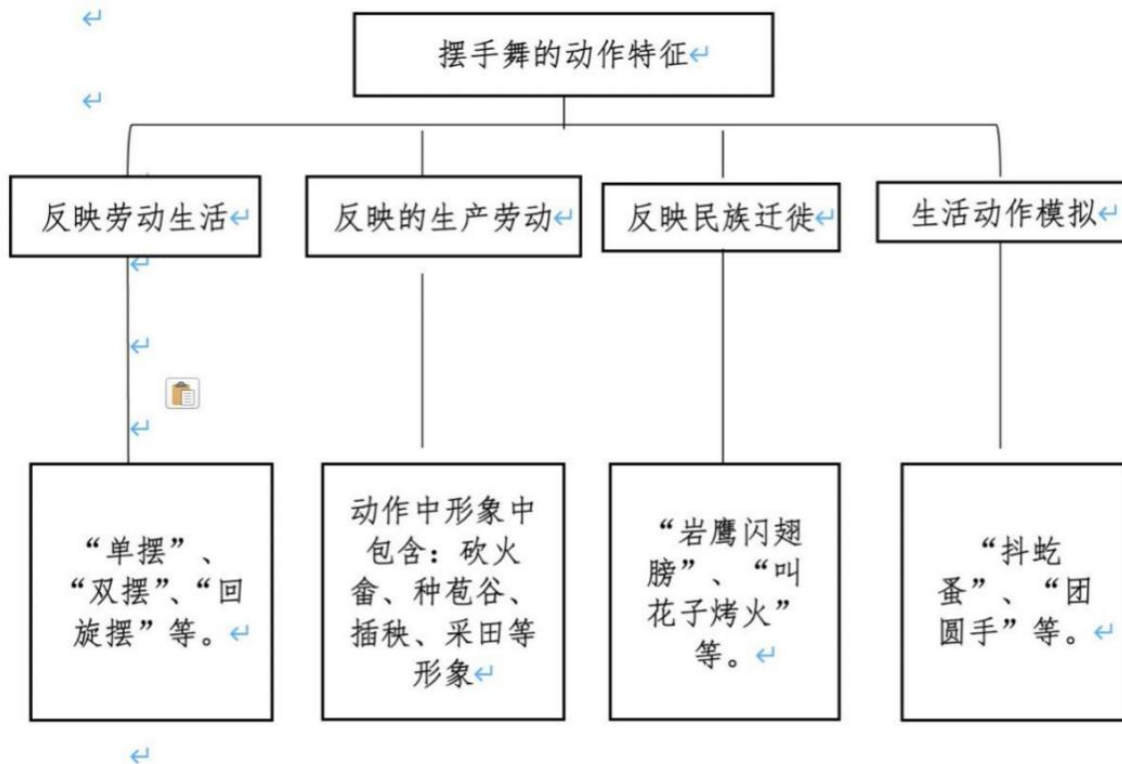 摆手舞的动作特征
反映劳动生活
反映的生产劳动
反映民族迁徙
生活动作模拟
“单摆”、
“双摆”、“回
旋摆”等。
动作中形象中
包含：砍火
畲、种苞谷、
插秧、采田等
形象
“岩鹰闪翅
膀”、“叫
花子烤火”
等。
“抖虼
蚤”、“团
圆手”等。